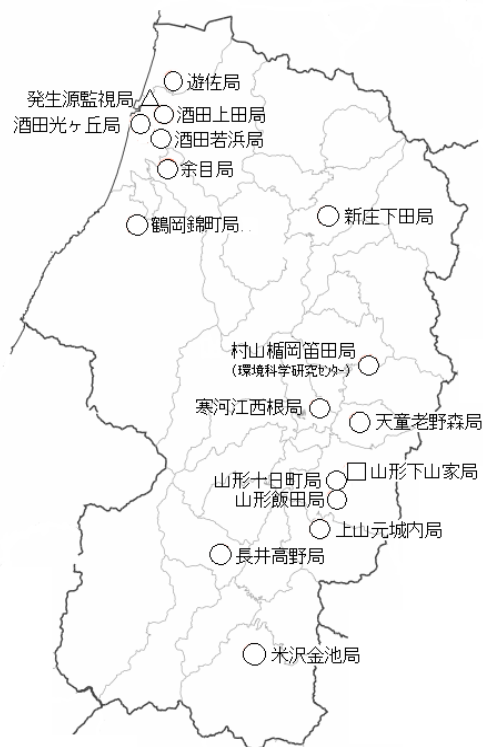 遊佐局
発生源監視局
酒田上田局
酒田光ヶ丘局
酒田若浜局
余目局
鶴岡錦町局
新庄下田局
村山楯岡笛田局
（環境科学研究ｾﾝﾀｰ）
寒河江西根局
天童老野森局
山形下山家局
山形十日町局
山形飯田局
上山元城内局
長井高野局
米沢金池局